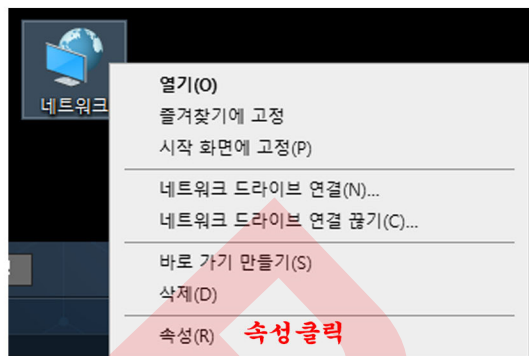 네트워크
열기(O)
즐겨찾기에 고정
시작 화면에 고정(P)
네트워크 드라이브 연결(N)...
네트워크 드라이브 연결 끊기(C)...
바로 가기 만들기(S)
삭제(D)
속성(R) 속성클릭